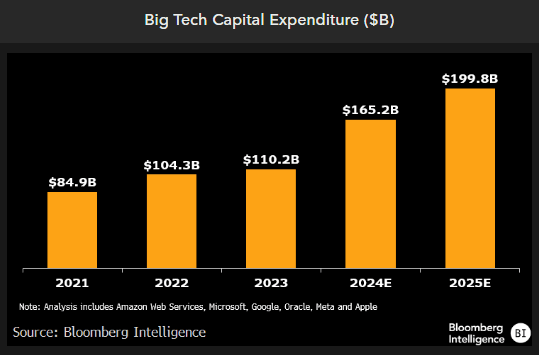 Big Tech Capital Expenditure ($B)
$199.8B
$165.2B
$110.2B
$104.3B
$84.9B
2021 2022 2023 2024E 2025E
Note: Analysis includes Amazon Web Services, Microsoft, Google, Oracle, Meta and Apple
Source: Bloomberg Intelligence
Bloomberg
Intelligence BI